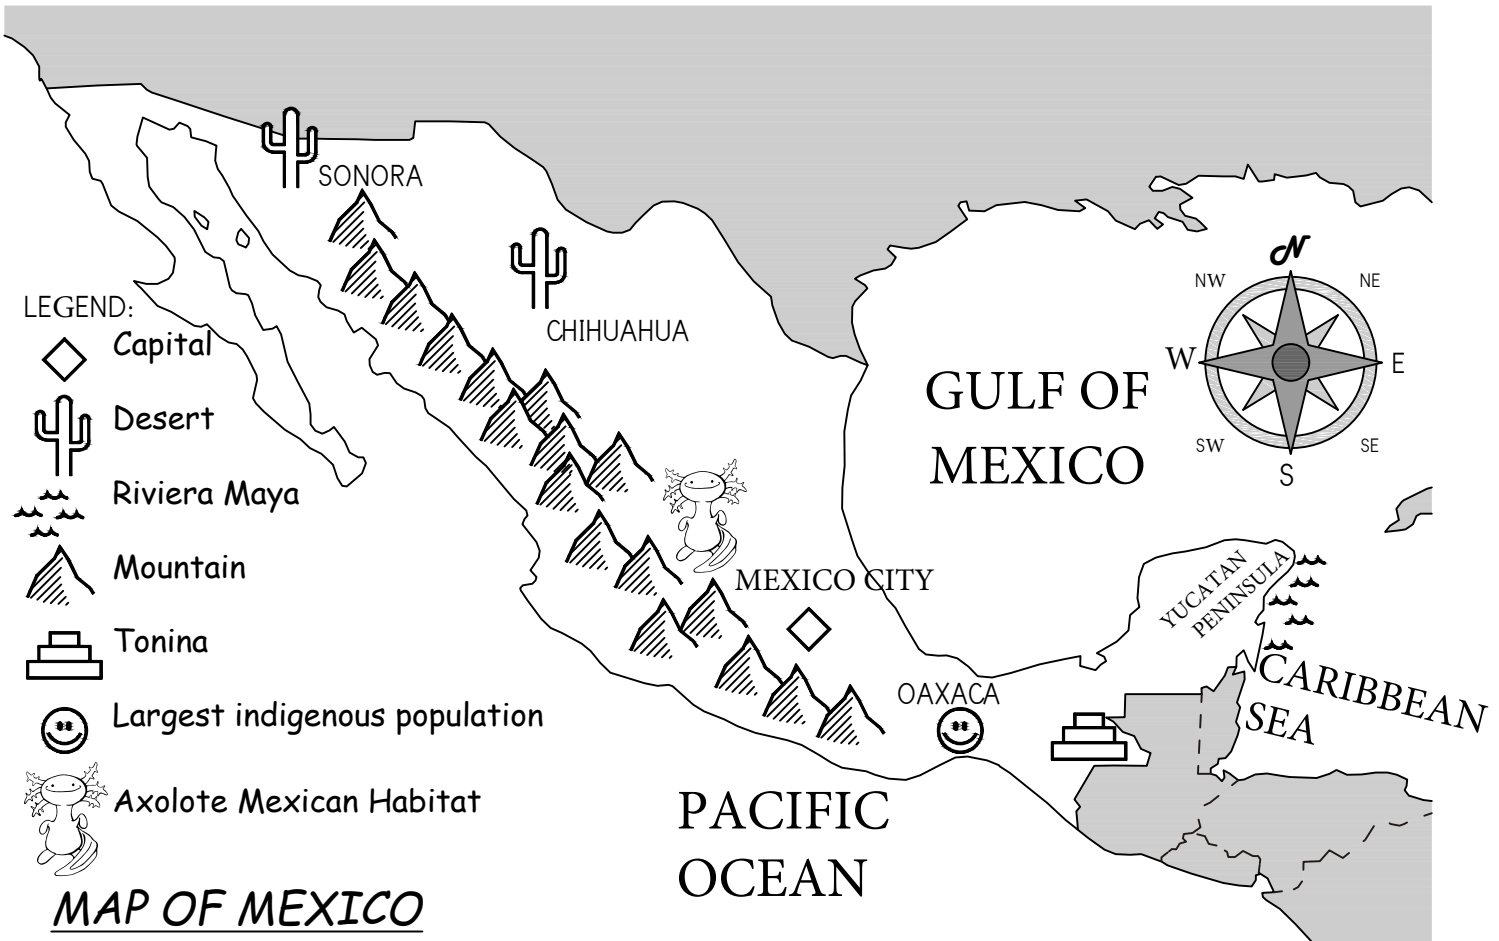 SONORA
N
NW
NE
LEGEND:
CHIHUAHUA
Capital
W
E
GULF OF
MEXICO
Desert
SW
SE
S
Riviera Maya
Mountain
MEXICO CITY
YUCATAN
PENINSULA
Tonina
CARIBBEAN
SEA
OAXACA
Largest indigenous population
Axolote Mexican Habitat
PACIFIC
OCEAN
MAP OF MEXICO